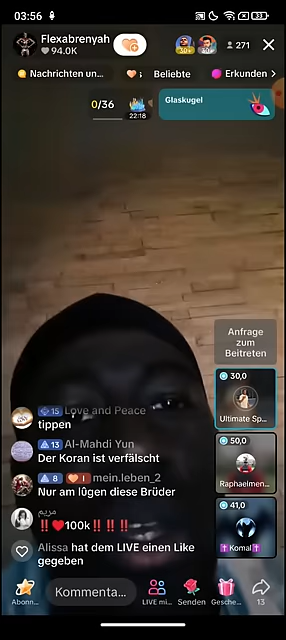 03:56
33
Flexabrenyah
94.0K
30
271
Nachrichten un...
Beliebte
Erkunden
0/36
22:18
Glaskugel
Anfrage
zum
Beitreten
30,0
Ultimate Sp...
50,0
Raphaelmen...
41,0
Komal
15 Love and Peace
tippen
13 Al-Mahdi Yun
Der Koran ist verfälscht
8 mein.leben_2
Nur am lügen diese Brüder
مريم
‼️❤️100k‼️‼️‼️
Alissa hat dem LIVE einen Like
gegeben
Abonn...
Kommenta...
LIVE mi...
Senden
Gesche...
13